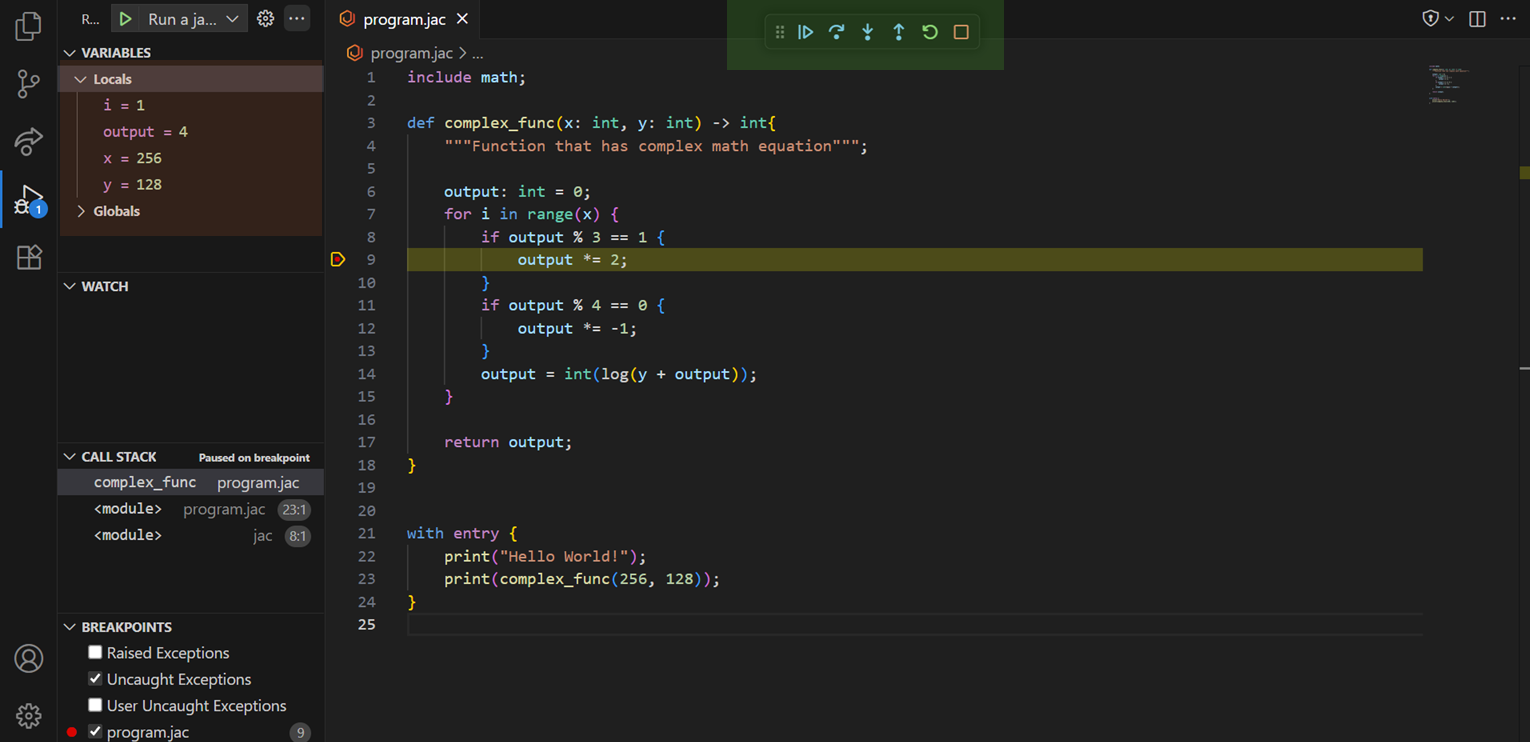 R... Run a ja...
VARIABLES
Locals
i = 1
output = 4
x = 256
y = 128
Globals
WATCH
CALL STACK Paused on breakpoint
complex_func program.jac
<module> program.jac 23:1
<module> jac 8:1
BREAKPOINTS
Raised Exceptions
Uncaught Exceptions
User Uncaught Exceptions
program.jac 9
1
program.jac
program.jac > ...
1 include math;
2
3 def complex_func(x: int, y: int) -> int{
4     """Function that has complex math equation""";
5
6     output: int = 0;
7     for i in range(x) {
8         if output % 3 == 1 {
9             output *= 2;
10         }
11         if output % 4 == 0 {
12             output *= -1;
13         }
14         output = int(log(y + output));
15     }
16
17     return output;
18 }
19
20
21 with entry {
22     print("Hello World!");
23     print(complex_func(256, 128));
24 }
25